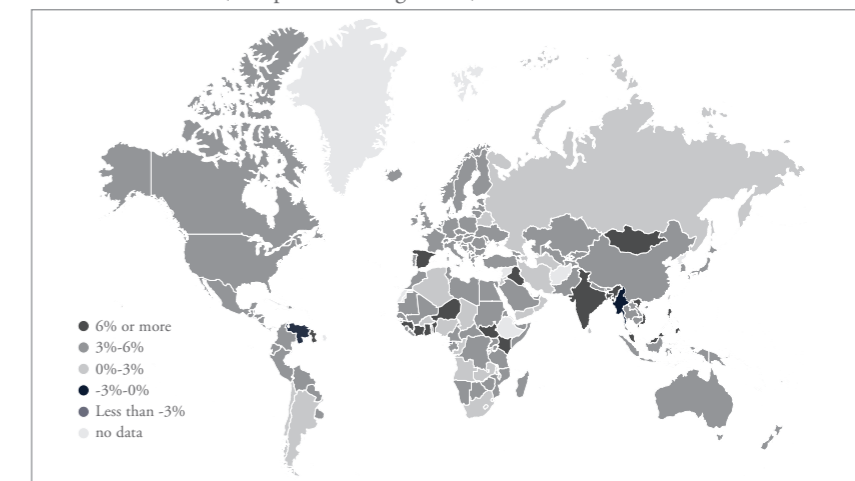 6% or more
3%-6%
0%-3%
-3%-0%
Less than -3%
no data